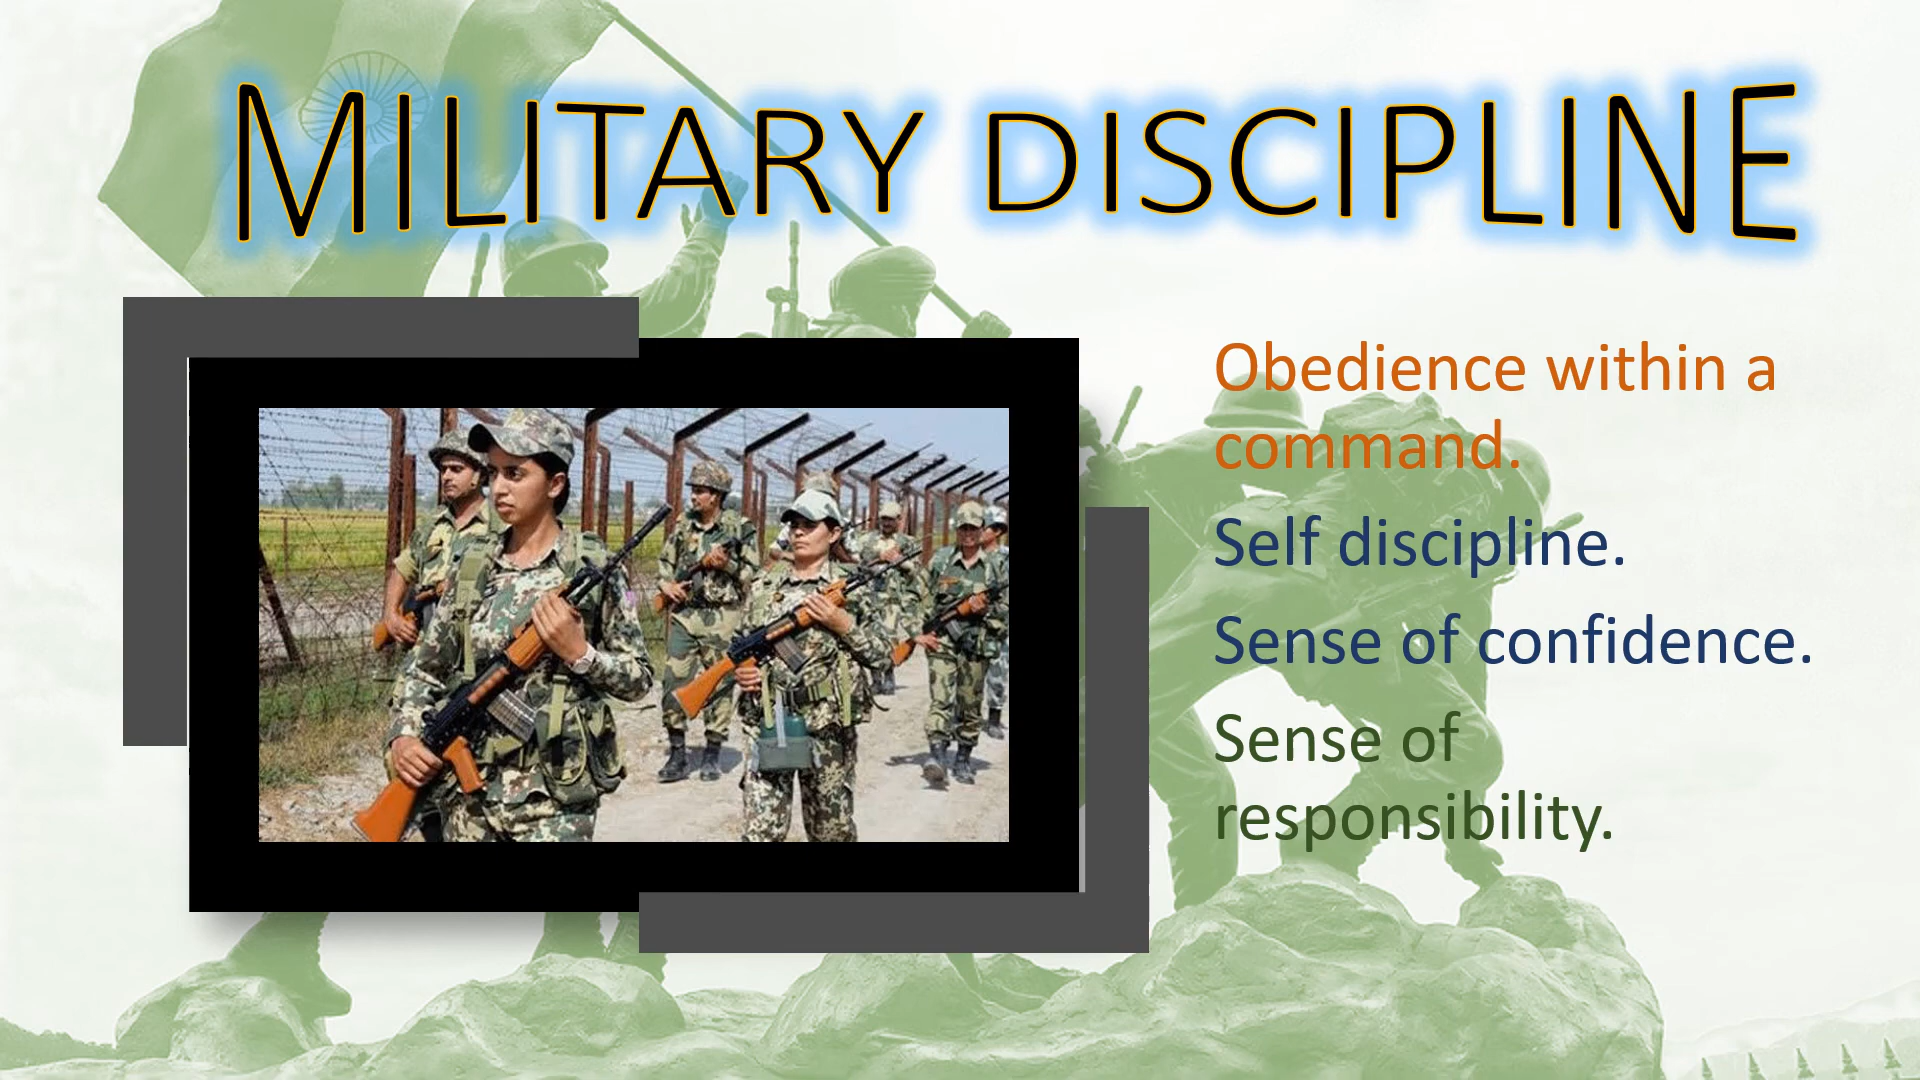 MILITARY DISCIPLINE
Obedience within a
command.
Self discipline.
Sense of confidence.
Sense of
responsibility.